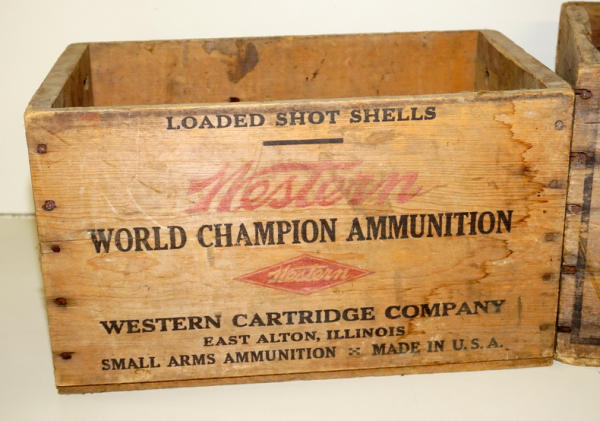 LOADED SHOT SHELLS
Western
WORLD CHAMPION AMMUNITION
Western
WESTERN CARTRIDGE COMPANY
EAST ALTON, ILLINOIS
SMALL ARMS AMMUNITION MADE IN U.S.A.